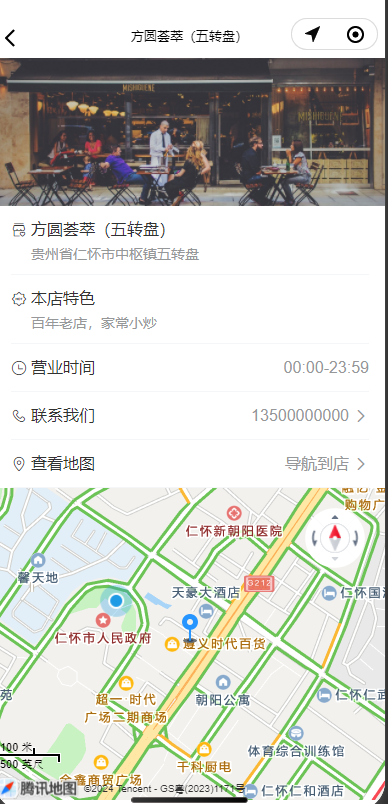 方圆荟萃（五转盘）
MISHIGUENE
方圆荟萃（五转盘）
贵州省仁怀市中枢镇五转盘
本店特色
百年老店，家常小炒
营业时间 00:00-23:59
联系我们 13500000000
查看地图 导航到店
购物广
仁怀新朝阳医院
馨天地
G212
天豪大酒店
仁怀国
仁怀市人民政府
遵义时代百货
超一·时代
广场二期商场
朝阳公寓
仁怀仁武
苑
体育综合训练馆
100 米
500 英尺
千科厨电
金鑫商贸广场
仁怀仁和酒店
腾讯地图
©2024 Tencent - GS粤(2023)1171号